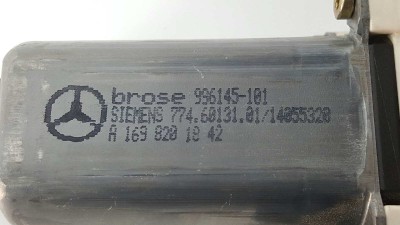 brose 996145-101
SIEMENS 774.60131.01/14055320
A 169 820 18 42